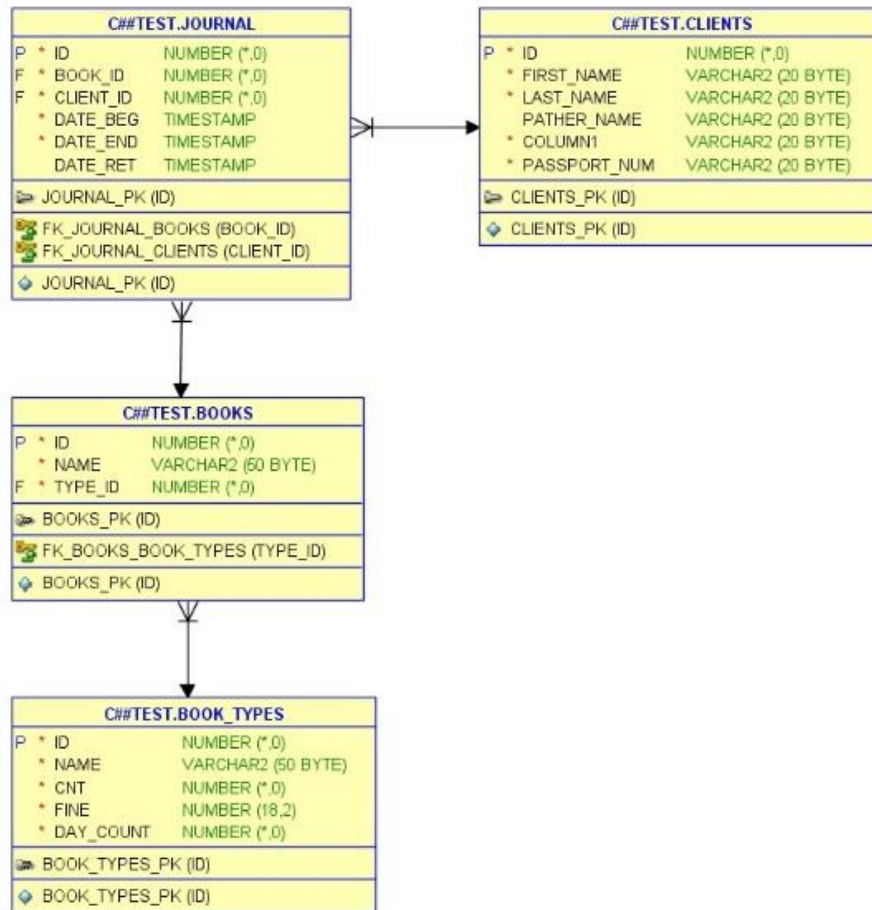 C##TEST.JOURNAL
P * ID NUMBER (*,0)
F * BOOK_ID NUMBER (*,0)
F * CLIENT_ID NUMBER (*,0)
* DATE_BEG TIMESTAMP
* DATE_END TIMESTAMP
DATE_RET TIMESTAMP
JOURNAL_PK (ID)
FK_JOURNAL_BOOKS (BOOK_ID)
FK_JOURNAL_CLIENTS (CLIENT_ID)
JOURNAL_PK (ID)
C##TEST.CLIENTS
P * ID NUMBER (*,0)
* FIRST_NAME VARCHAR2 (20 BYTE)
* LAST_NAME VARCHAR2 (20 BYTE)
PATHER_NAME VARCHAR2 (20 BYTE)
* COLUMN1 VARCHAR2 (20 BYTE)
* PASSPORT_NUM VARCHAR2 (20 BYTE)
CLIENTS_PK (ID)
CLIENTS_PK (ID)
C##TEST.BOOKS
P * ID NUMBER (*,0)
* NAME VARCHAR2 (50 BYTE)
F * TYPE_ID NUMBER (*,0)
BOOKS_PK (ID)
FK_BOOKS_BOOK_TYPES (TYPE_ID)
BOOKS_PK (ID)
C##TEST.BOOK_TYPES
P * ID NUMBER (*,0)
* NAME VARCHAR2 (50 BYTE)
* CNT NUMBER (*,0)
* FINE NUMBER (18,2)
* DAY_COUNT NUMBER (*,0)
BOOK_TYPES_PK (ID)
BOOK_TYPES_PK (ID)